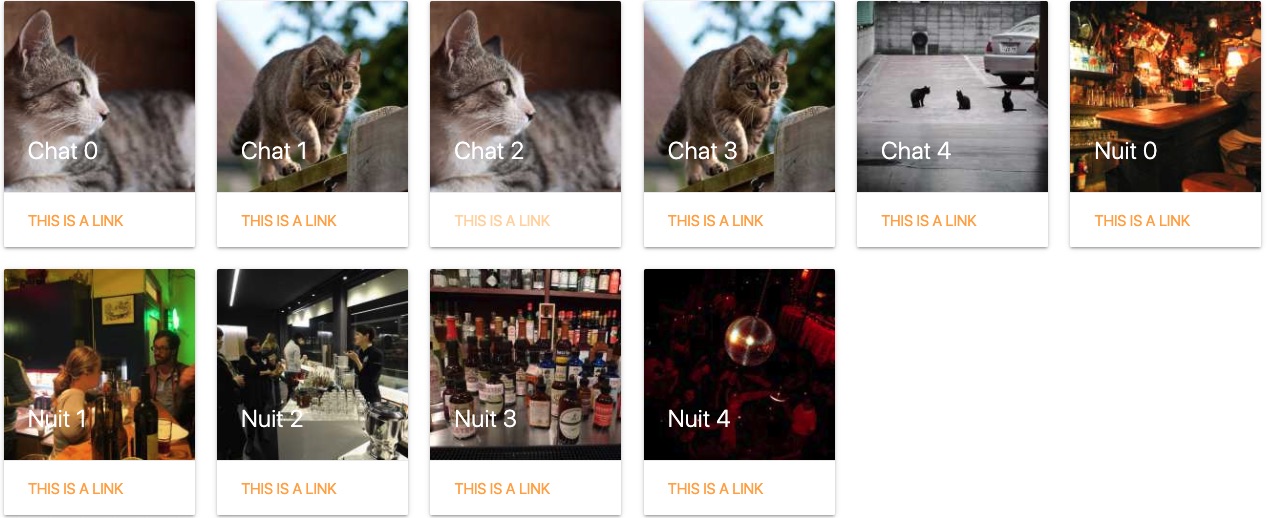 Chat 0
Chat 1
Chat 2
Chat 3
Chat 4
Nuit 0
THIS IS A LINK
THIS IS A LINK
THIS IS A LINK
THIS IS A LINK
THIS IS A LINK
THIS IS A LINK
Nuit 1
Nuit 2
Nuit 3
Nuit 4
THIS IS A LINK
THIS IS A LINK
THIS IS A LINK
THIS IS A LINK